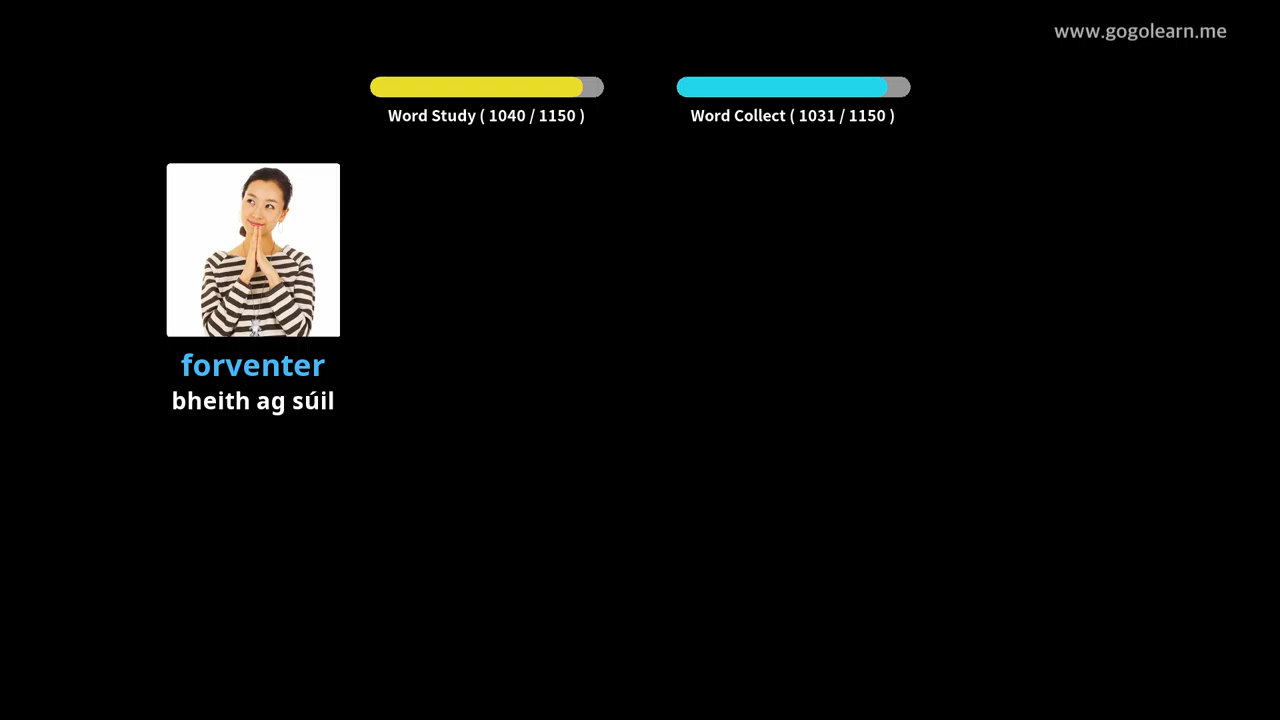 www.gogolearn.me
Word Study ( 1040 / 1150 )
Word Collect ( 1031 / 1150 )
forventer
bheith ag súil